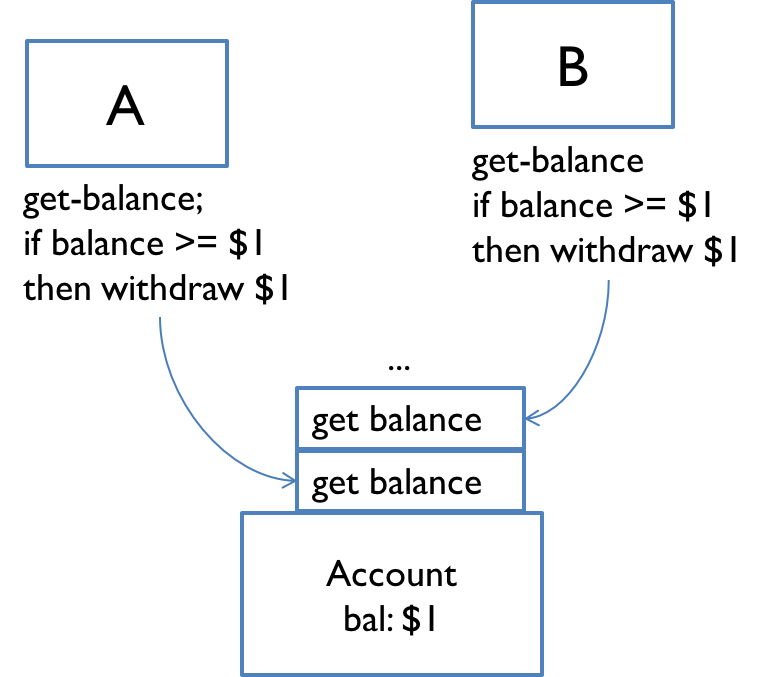 A
get-balance;
if balance >= $1
then withdraw $1
B
get-balance
if balance >= $1
then withdraw $1
...
get balance
get balance
Account
bal: $1